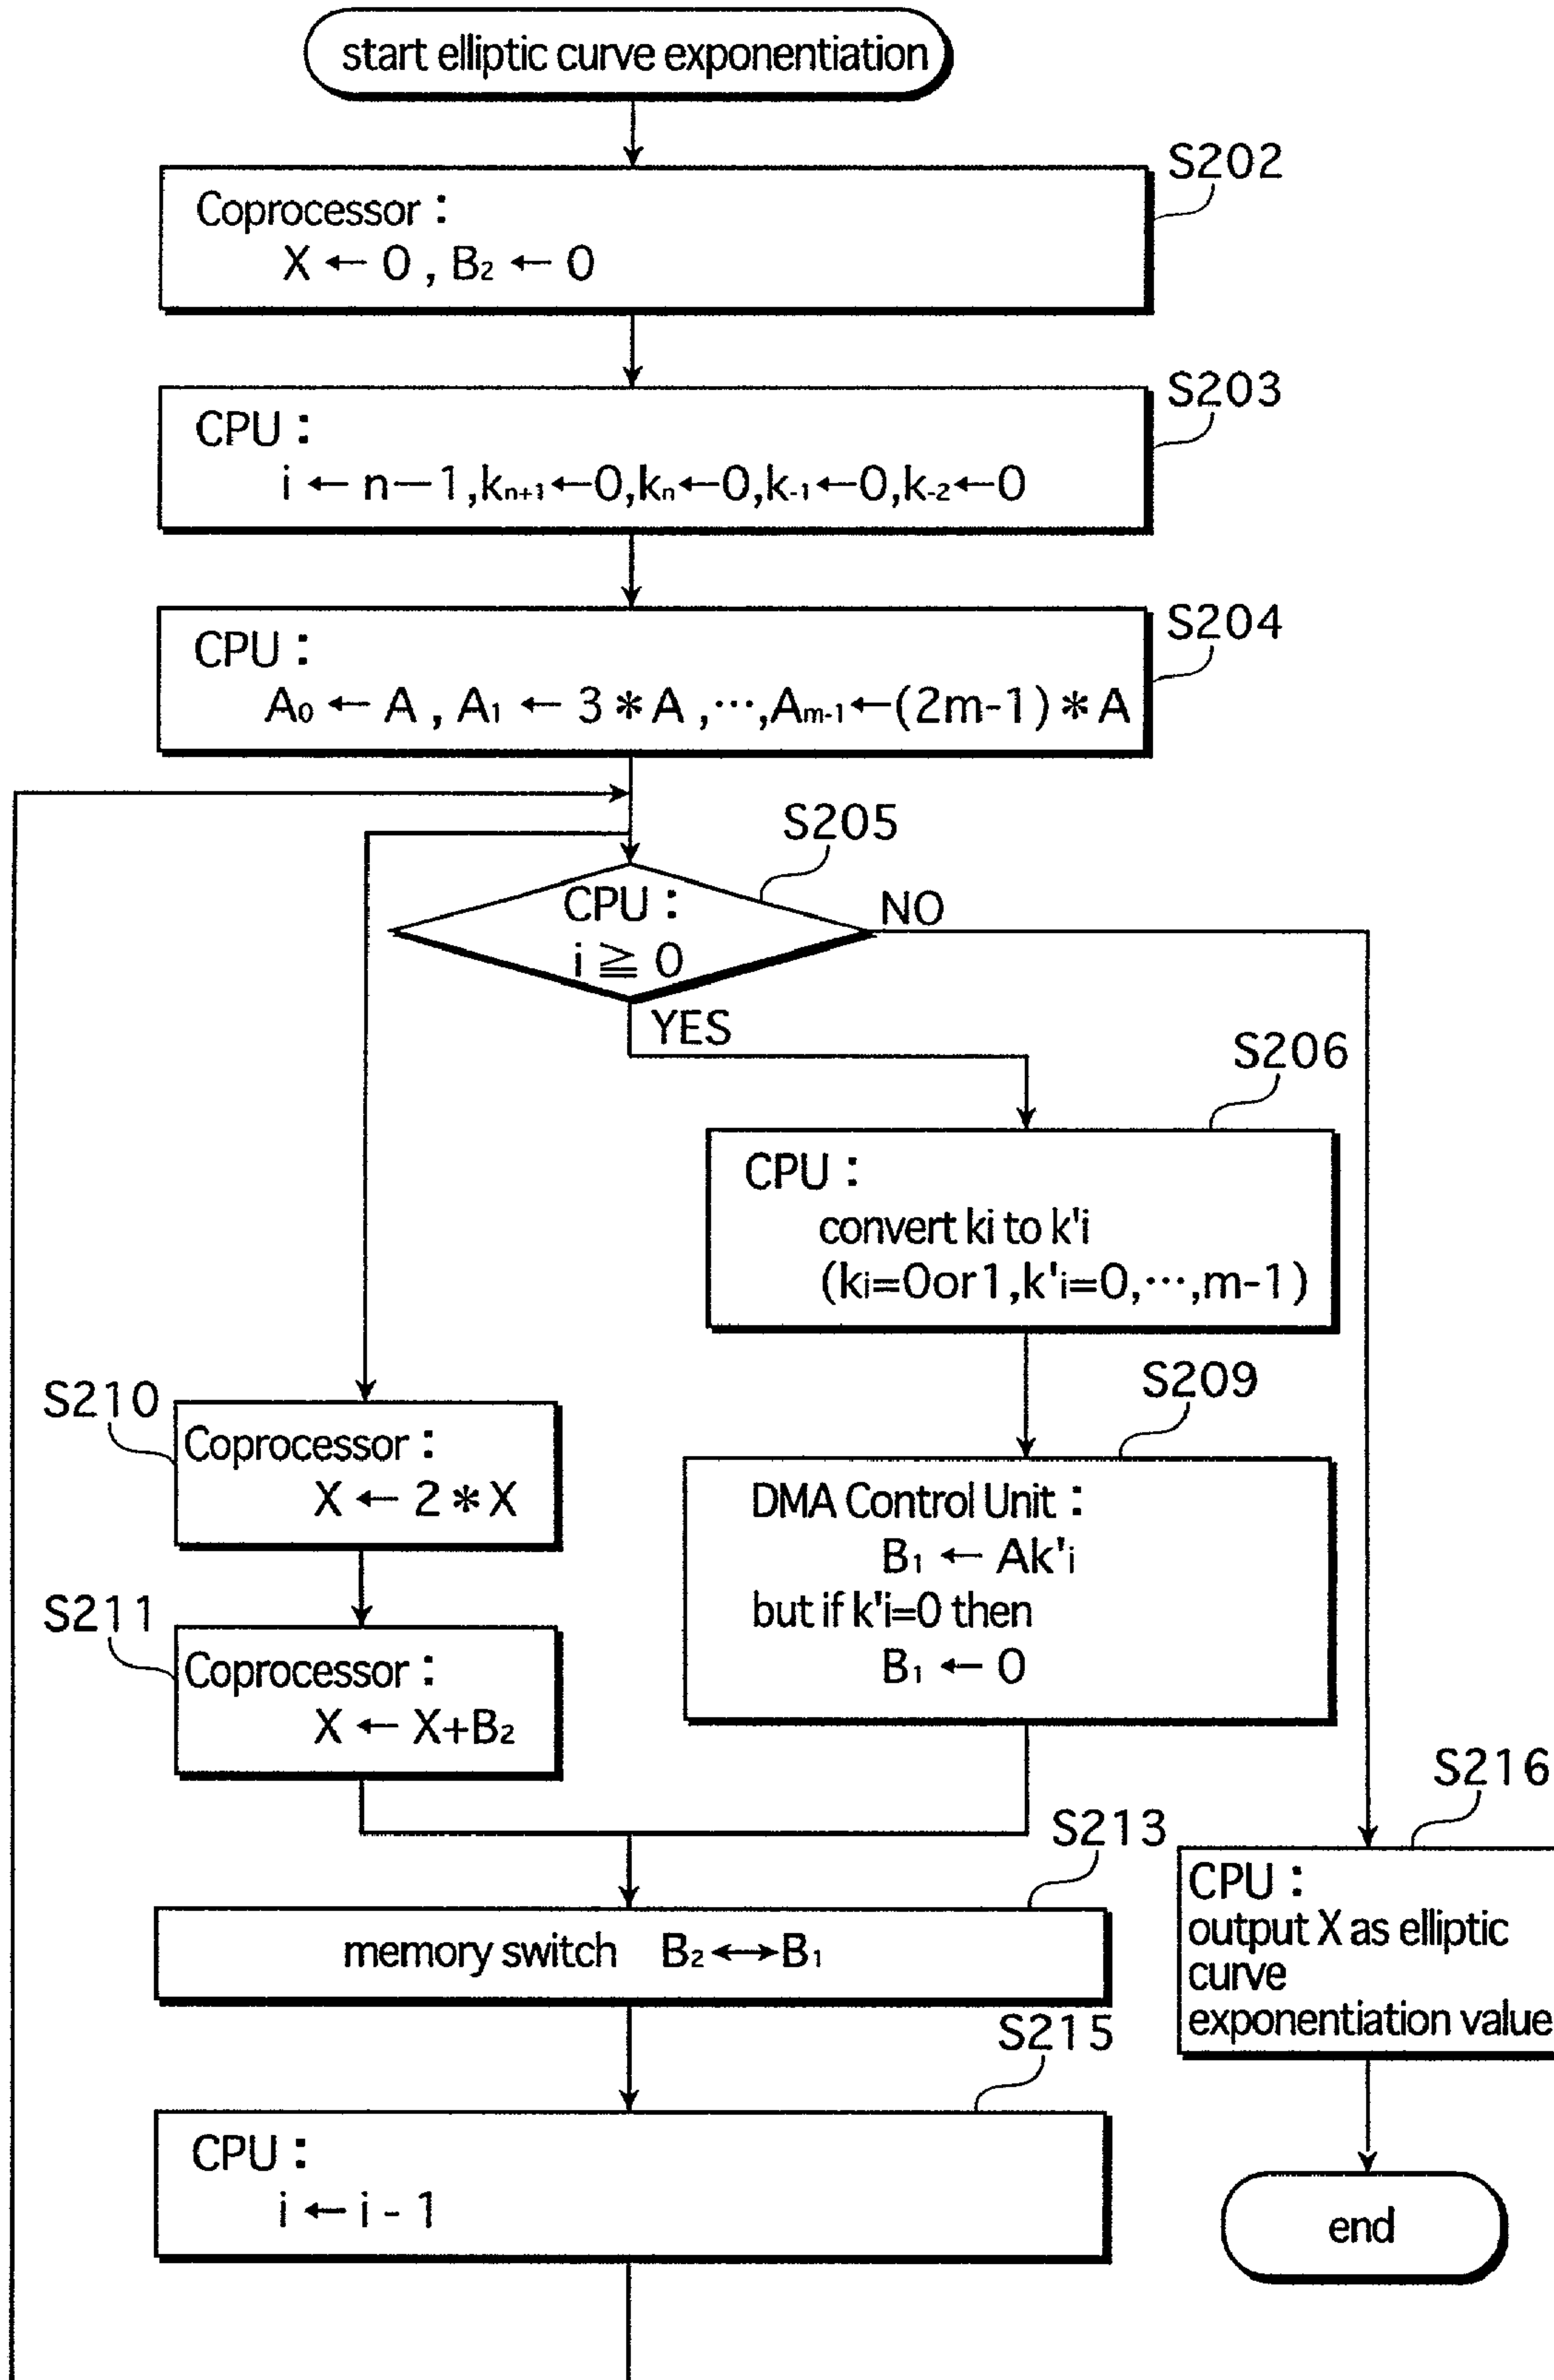 start elliptic curve exponentiation
S202
Coprocessor :
X ← 0 , B₂ ← 0
S203
CPU :
i ← n—1,kₙ₊₁←0,kₙ←0,k₋₁←0,k₋₂←0
S204
CPU :
A₀ ← A , A₁ ← 3 * A ,⋯,Aₘ₋₁←(2m-1) * A
S205
CPU :
i ≧ 0
NO
YES
S206
CPU :
convert ki to k'i
(ki=0or1,k'i=0,⋯,m-1)
S210
Coprocessor :
X ← 2 * X
S209
DMA Control Unit :
B₁ ← Ak'i
but if k'i=0 then
B₁ ← 0
S211
Coprocessor :
X ← X+B₂
S213
memory switch B₂↔B₁
S216
CPU :
output X as elliptic
curve
exponentiation value
S215
CPU :
i ← i - 1
end